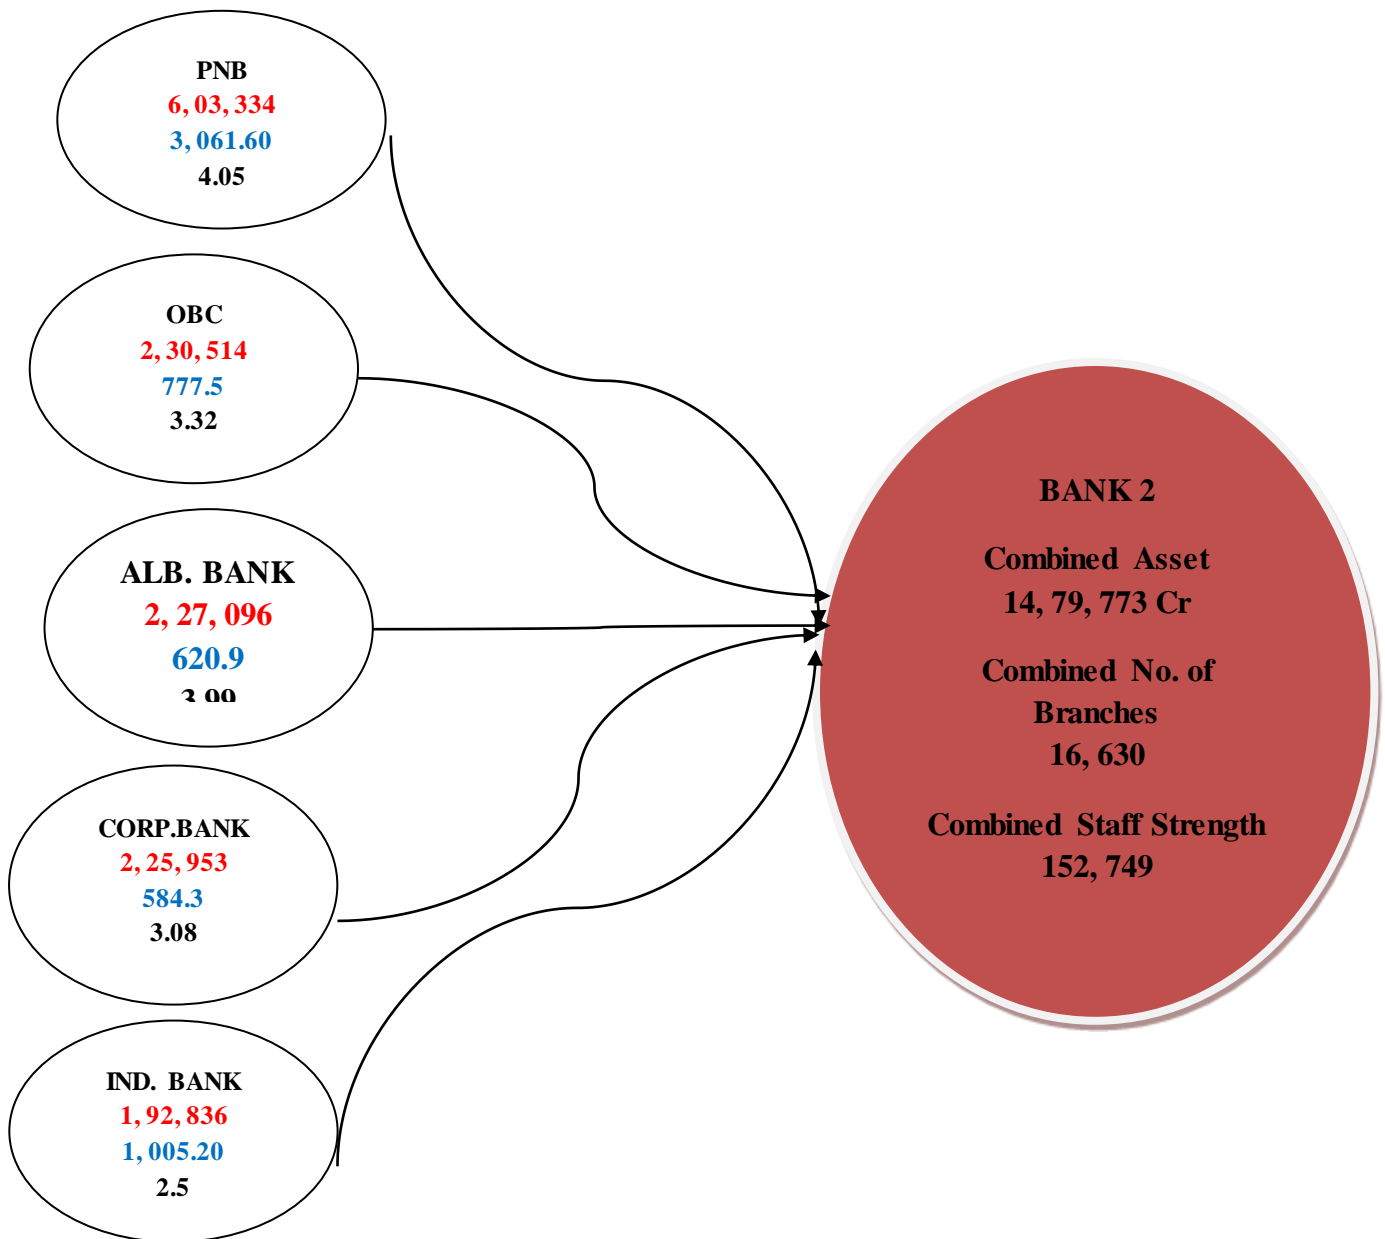 PNB
6, 03, 334
3, 061.60
4.05
OBC
2, 30, 514
777.5
3.32
ALB. BANK
2, 27, 096
620.9
3.99
CORP.BANK
2, 25, 953
584.3
3.08
IND. BANK
1, 92, 836
1, 005.20
2.5
BANK 2
Combined Asset
14, 79, 773 Cr
Combined No. of
Branches
16, 630
Combined Staff Strength
152, 749